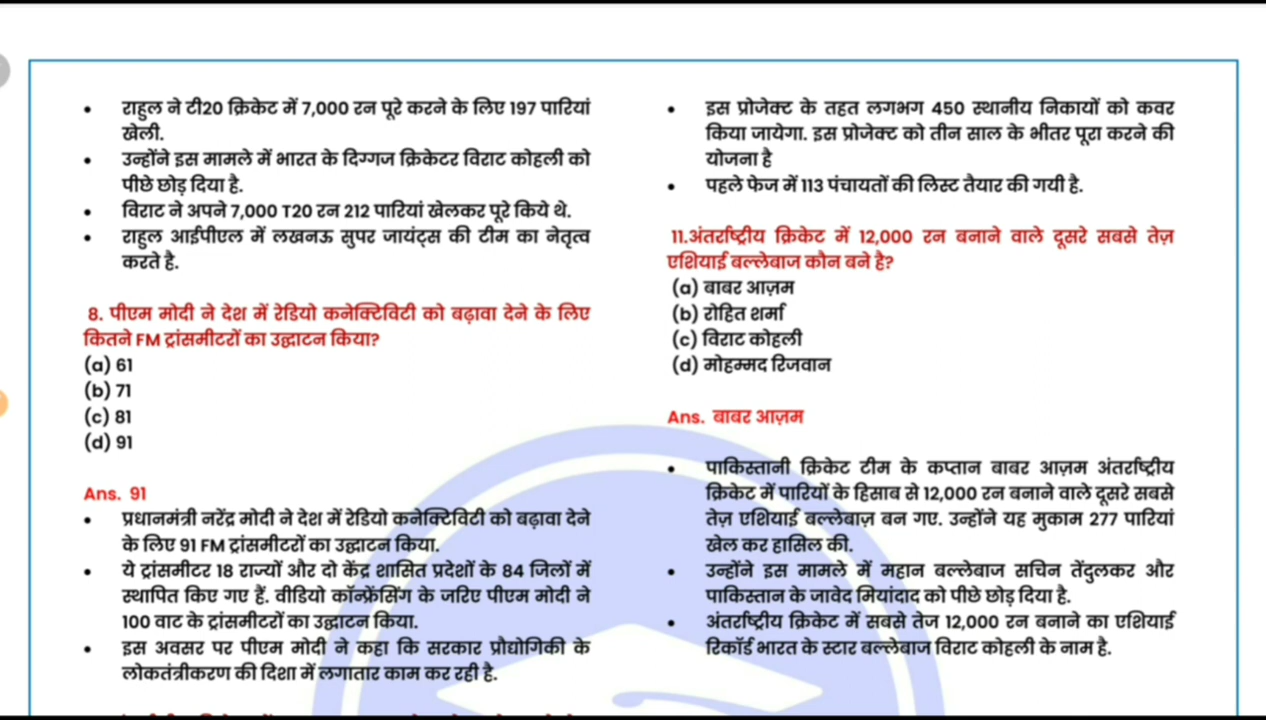 • राहुल ने टी20 क्रिकेट में 7,000 रन पूरे करने के लिए 197 पारियां
खेली.
• उन्होंने इस मामले में भारत के दिग्गज क्रिकेटर विराट कोहली को
पीछे छोड़ दिया है.
• विराट ने अपने 7,000 T20 रन 212 पारियां खेलकर पूरे किये थे.
• राहुल आईपीएल में लखनऊ सुपर जायंट्स की टीम का नेतृत्व
करते है.
8. पीएम मोदी ने देश में रेडियो कनेक्टिविटी को बढ़ावा देने के लिए
कितने FM ट्रांसमीटरों का उद्घाटन किया?
(a) 61
(b) 71
(c) 81
(d) 91
Ans. 91
• प्रधानमंत्री नरेंद्र मोदी ने देश में रेडियो कनेक्टिविटी को बढ़ावा देने
के लिए 91 FM ट्रांसमीटरों का उद्घाटन किया.
• ये ट्रांसमीटर 18 राज्यों और दो केंद्र शासित प्रदेशों के 84 जिलों में
स्थापित किए गए हैं. वीडियो कॉन्फ्रेंसिंग के जरिए पीएम मोदी ने
100 वाट के ट्रांसमीटरों का उद्घाटन किया.
• इस अवसर पर पीएम मोदी ने कहा कि सरकार प्रौद्योगिकी के
लोकतंत्रीकरण की दिशा में लगातार काम कर रही है.
• इस प्रोजेक्ट के तहत लगभग 450 स्थानीय निकायों को कवर
किया जायेगा. इस प्रोजेक्ट को तीन साल के भीतर पूरा करने की
योजना है
• पहले फेज में 113 पंचायतों की लिस्ट तैयार की गयी है.
11.अंतर्राष्ट्रीय क्रिकेट में 12,000 रन बनाने वाले दूसरे सबसे तेज़
एशियाई बल्लेबाज कौन बने है?
(a) बाबर आज़म
(b) रोहित शर्मा
(c) विराट कोहली
(d) मोहम्मद रिजवान
Ans. बाबर आज़म
• पाकिस्तानी क्रिकेट टीम के कप्तान बाबर आज़म अंतर्राष्ट्रीय
क्रिकेट में पारियों के हिसाब से 12,000 रन बनाने वाले दूसरे सबसे
तेज़ एशियाई बल्लेबाज़ बन गए. उन्होंने यह मुकाम 277 पारियां
खेल कर हासिल की.
• उन्होंने इस मामले में महान बल्लेबाज सचिन तेंदुलकर और
पाकिस्तान के जावेद मियांदाद को पीछे छोड़ दिया है.
• अंतर्राष्ट्रीय क्रिकेट में सबसे तेज 12,000 रन बनाने का एशियाई
रिकॉर्ड भारत के स्टार बल्लेबाज विराट कोहली के नाम है.